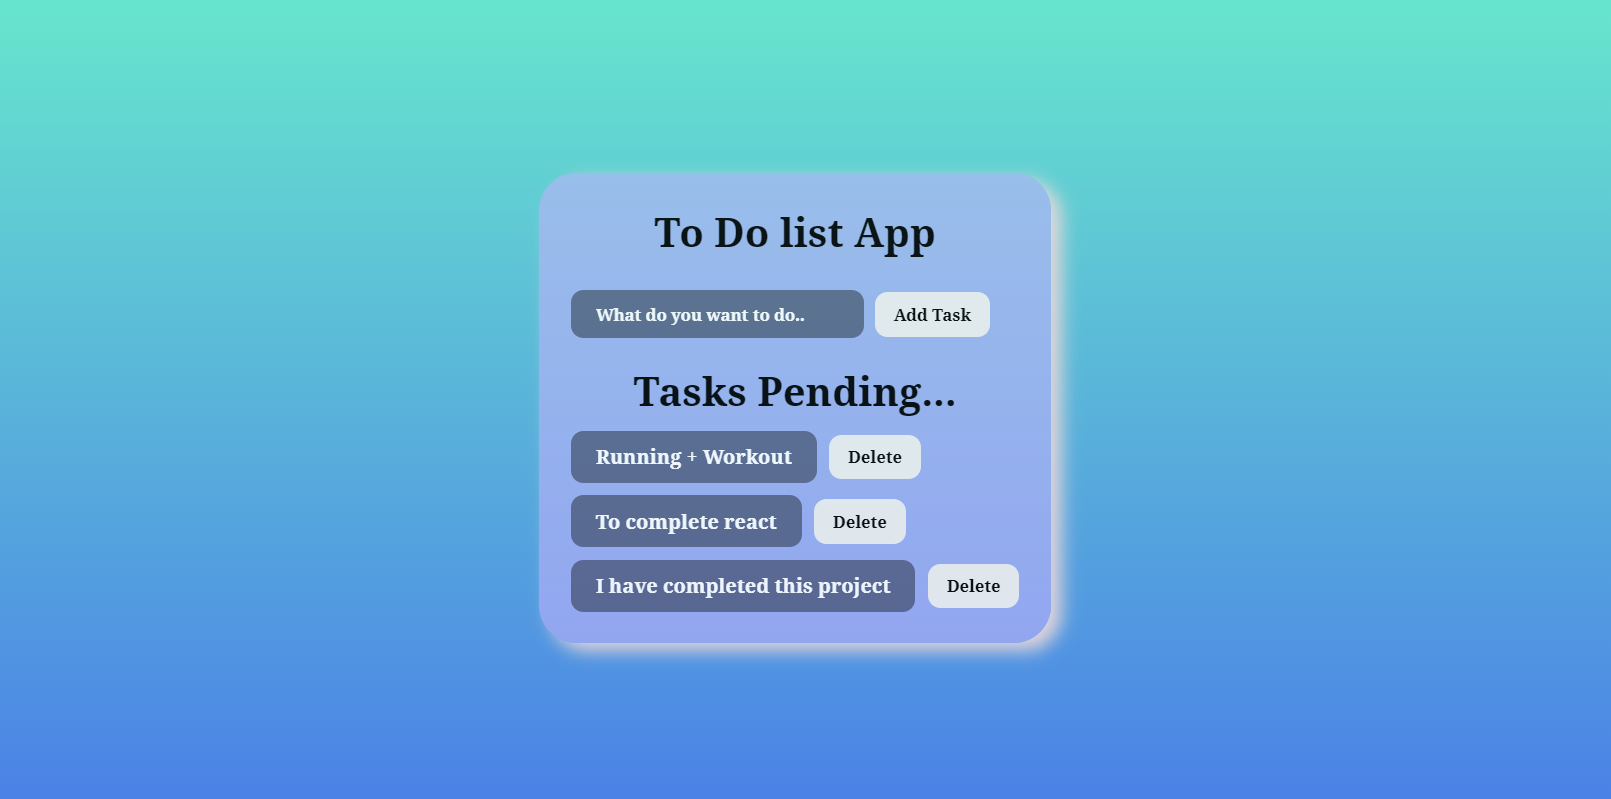 To Do list App
What do you want to do.. Add Task
Tasks Pending...
Running + Workout Delete
To complete react Delete
I have completed this project Delete